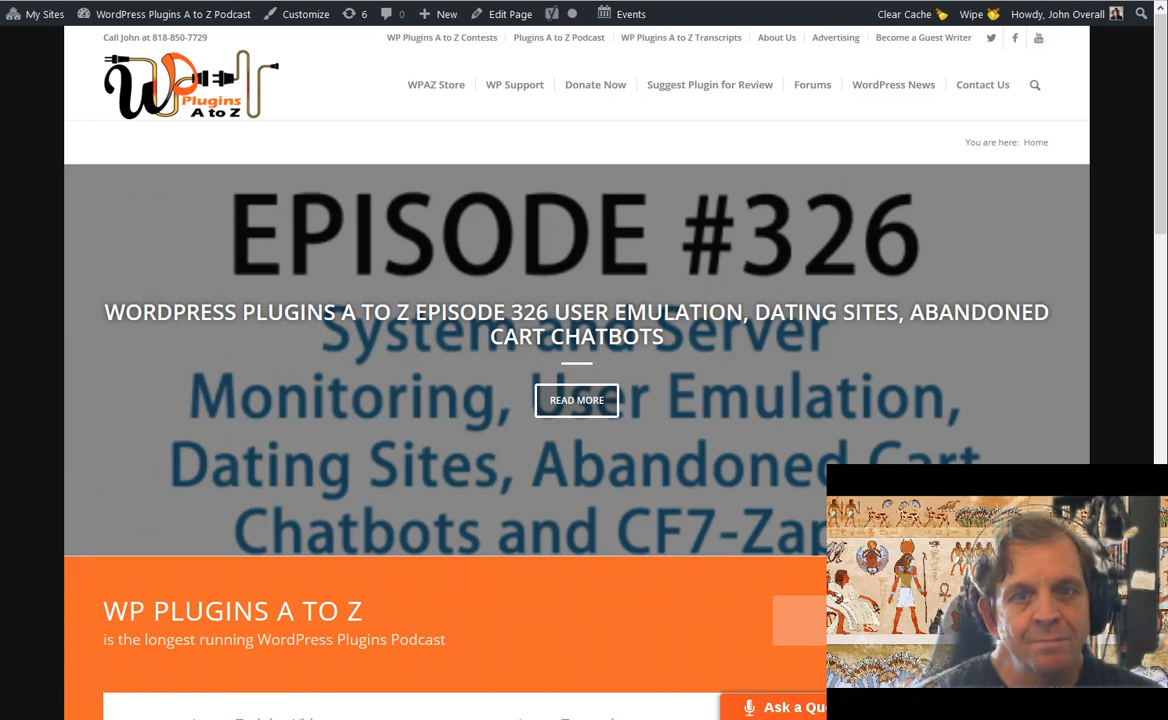 My Sites WordPress Plugins A to Z Podcast Customize 6 0 New Edit Page Events Clear Cache Wipe Howdy, John Overall
Call John at 818-850-7729 WP Plugins A to Z Contests Plugins A to Z Podcast WP Plugins A to Z Transcripts About Us Advertising Become a Guest Writer
WP
Plugins
A to Z
WPAZ Store WP Support Donate Now Suggest Plugin for Review Forums WordPress News Contact Us
You are here: Home
EPISODE #326
WORDPRESS PLUGINS A TO Z EPISODE 326 USER EMULATION, DATING SITES, ABANDONED
CART CHATBOTS
System and Server
Monitoring, User Emulation,
READ MORE
Dating Sites, Abandoned Cart
Chatbots and CF7-Zap
WP PLUGINS A TO Z
is the longest running WordPress Plugins Podcast
Ask a Qu